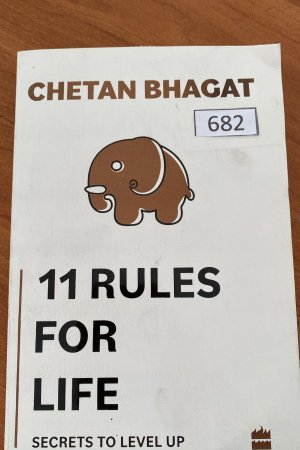 CHETAN BHAGAT
682
11 RULES
FOR
LIFE
SECRETS TO LEVEL UP